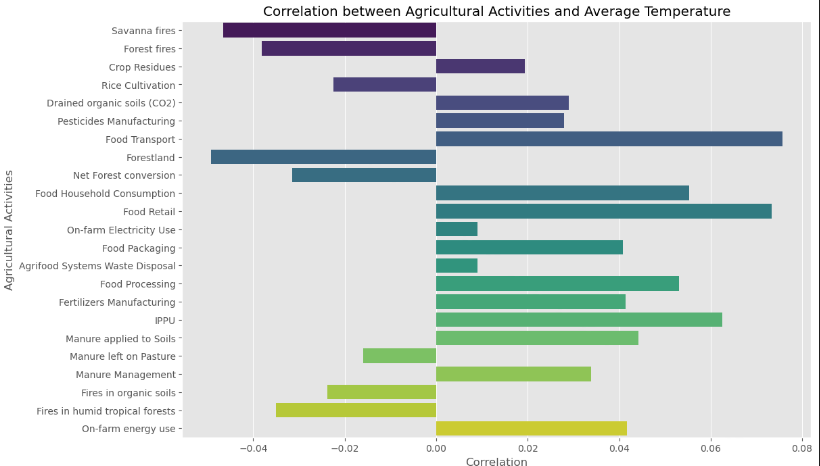 Correlation between Agricultural Activities and Average Temperature
Agricultural Activities
Savanna fires
Forest fires
Crop Residues
Rice Cultivation
Drained organic soils (CO2)
Pesticides Manufacturing
Food Transport
Forestland
Net Forest conversion
Food Household Consumption
Food Retail
On-farm Electricity Use
Food Packaging
Agrifood Systems Waste Disposal
Food Processing
Fertilizers Manufacturing
IPPU
Manure applied to Soils
Manure left on Pasture
Manure Management
Fires in organic soils
Fires in humid tropical forests
On-farm energy use
−0.04 −0.02 0.00 0.02 0.04 0.06 0.08
Correlation